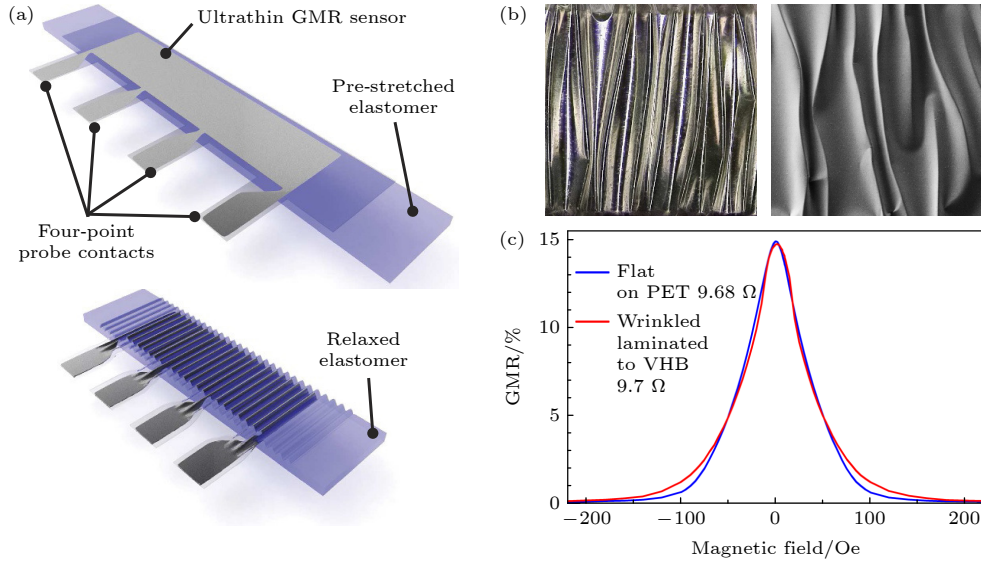 (a)
Ultrathin GMR sensor
Pre-stretched
elastomer
Four-point
probe contacts
Relaxed
elastomer
(b)
(c)
15
10
5
0
GMR/%
Flat
on PET 9.68 Ω
Wrinkled
laminated
to VHB
9.7 Ω
-200
-100
0
100
200
Magnetic field/Oe